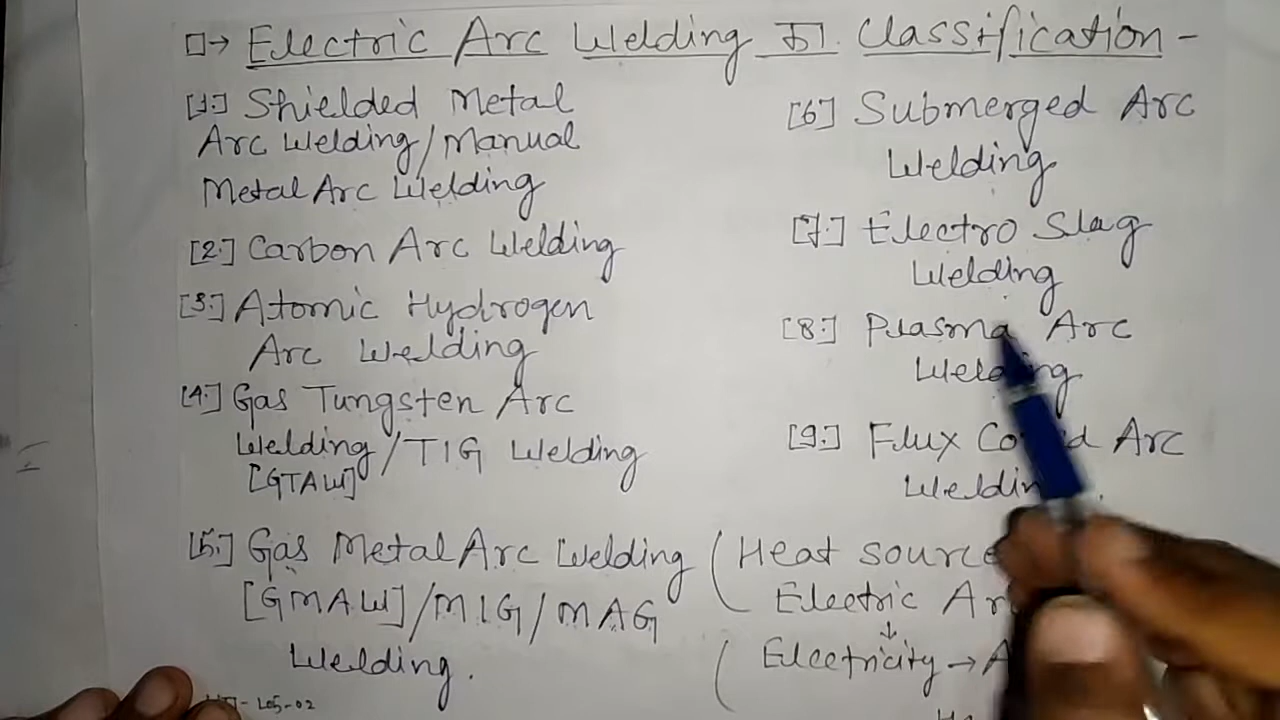 □→ Electric Arc Welding का Classification -
[1.] Shielded Metal
Arc Welding/Manual
Metal Arc Welding
[2.] Carbon Arc Welding
[3.] Atomic Hydrogen
Arc Welding
[4.] Gas Tungsten Arc
Welding/TIG Welding
[GTAW]
[5.] Gas Metal Arc Welding
[GMAW]/MIG/MAG
Welding.
[6] Submerged Arc
Welding
[7.] Electro Slag
Welding
[8.] Plasma Arc
Welding
[9.] Flux Arc
(Heat source
Electric
↓
(Electricity →
L05-02